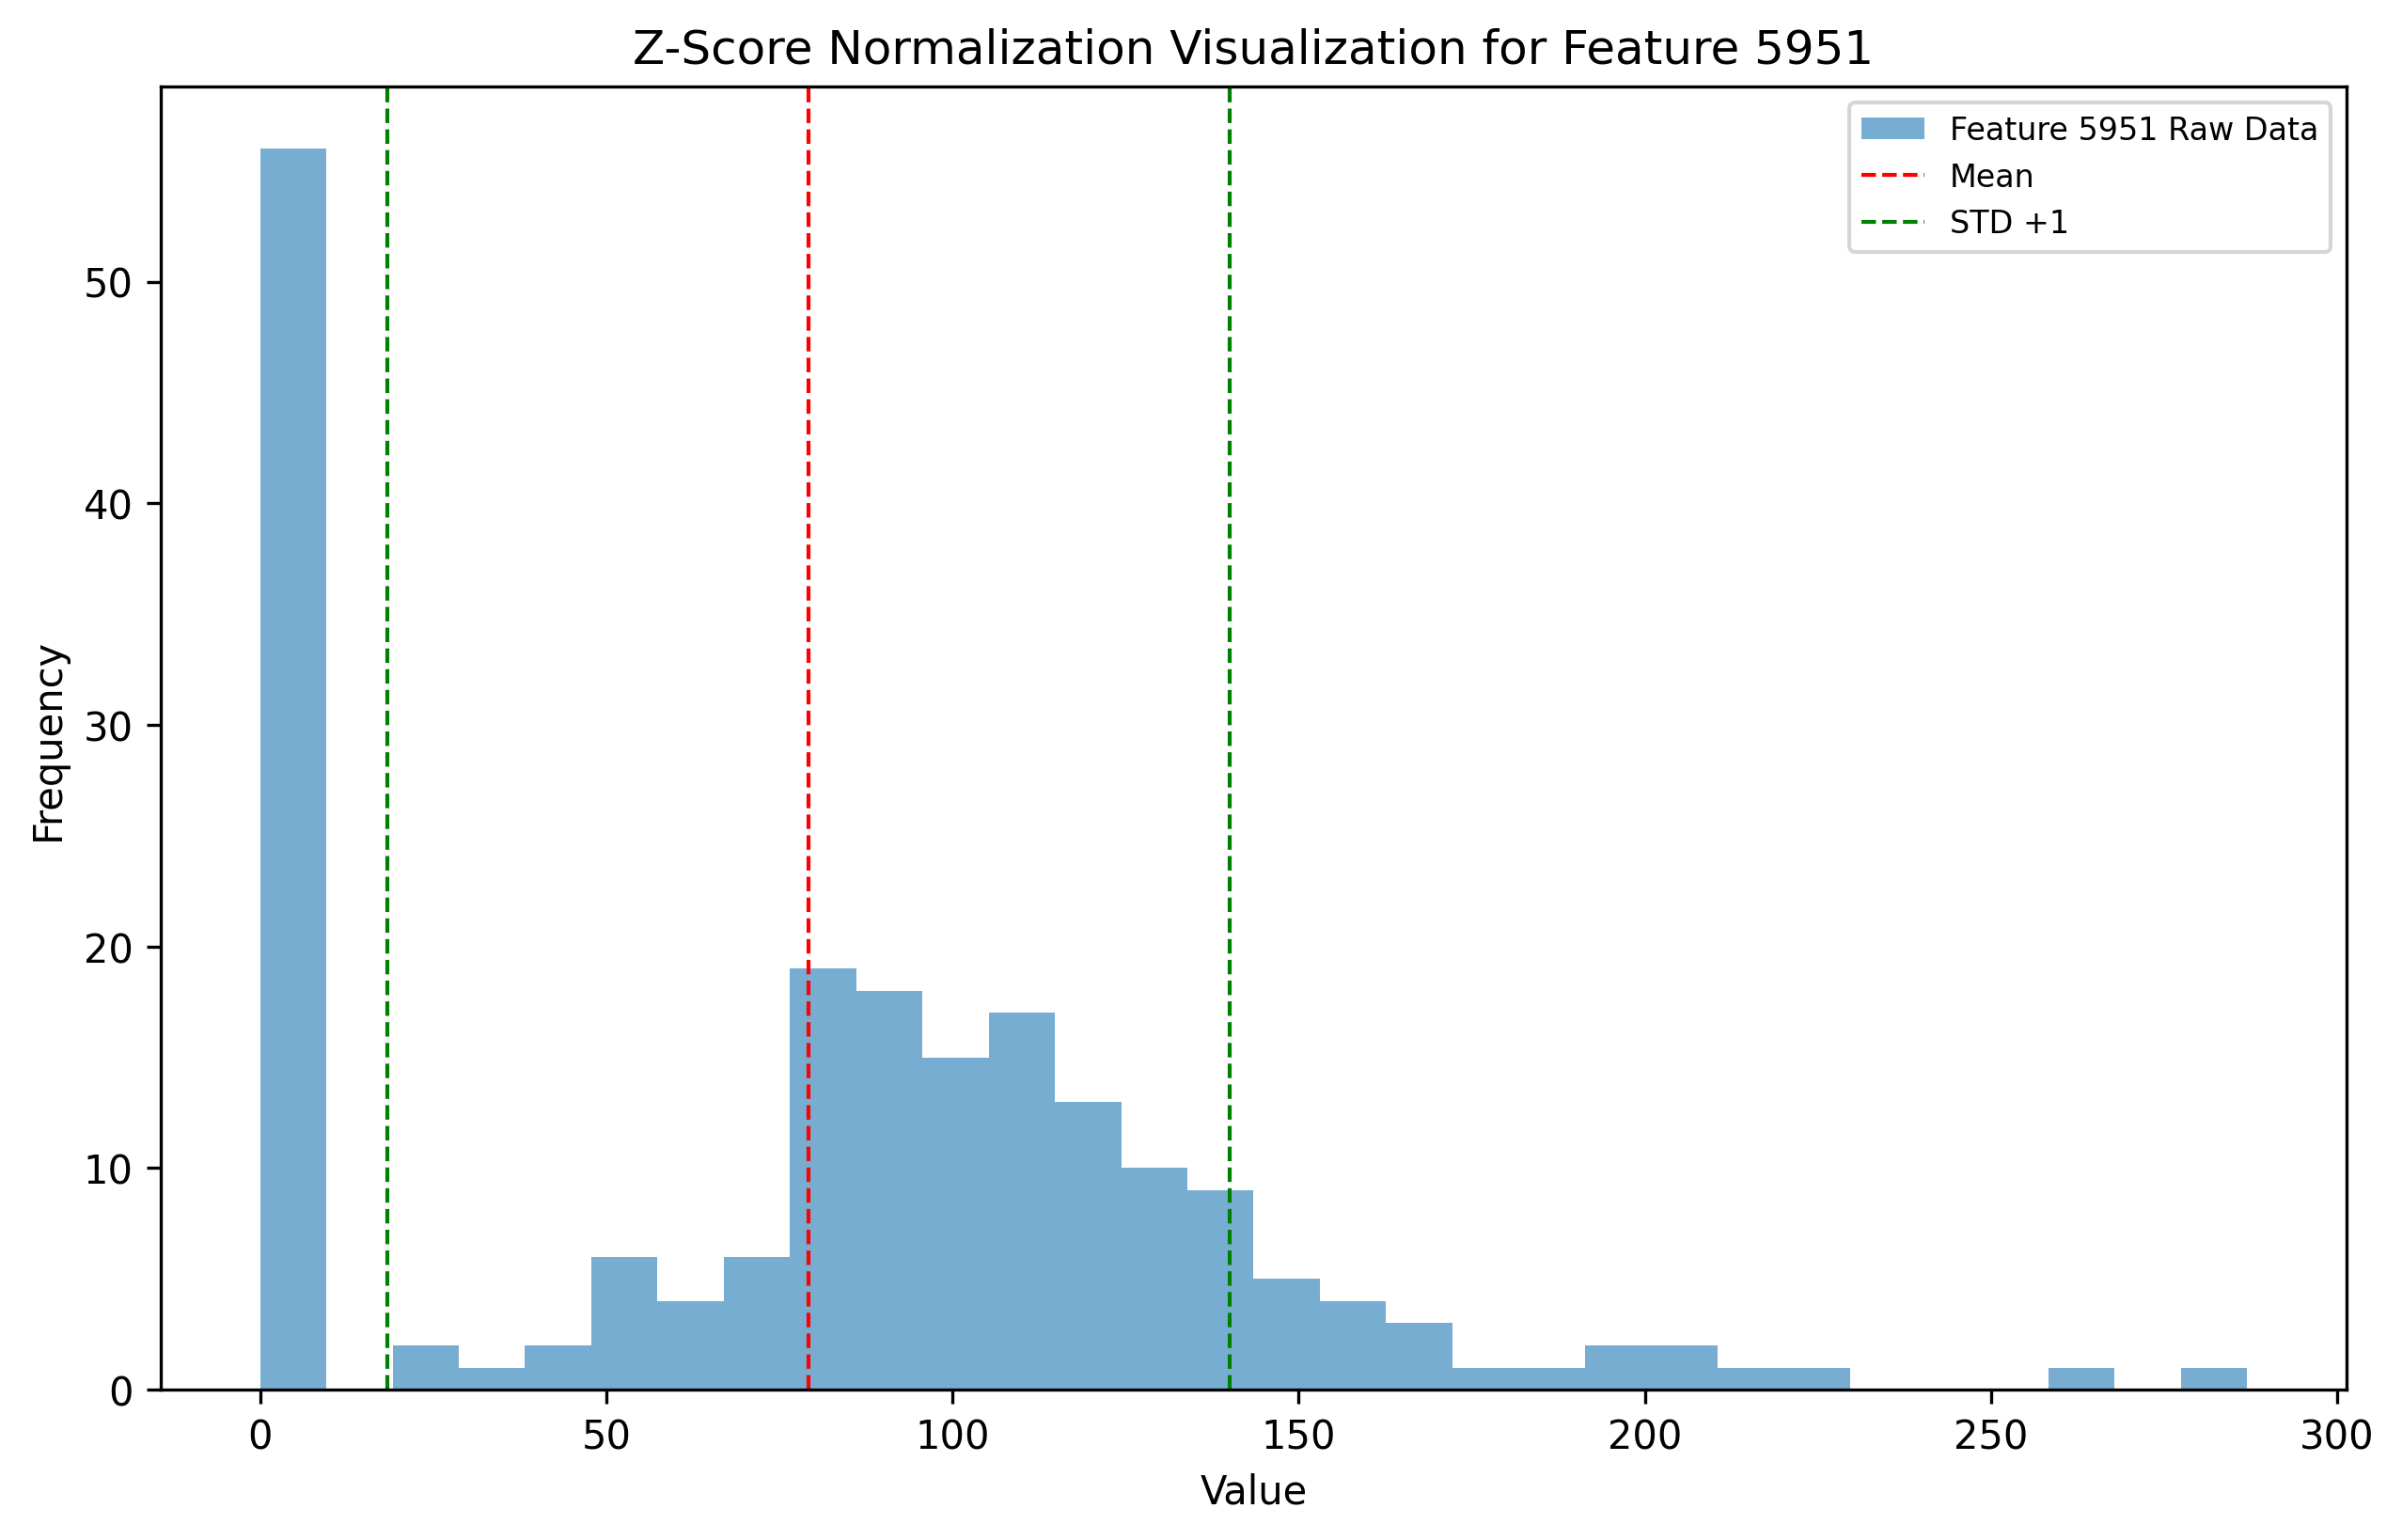 Z-Score Normalization Visualization for Feature 5951
Feature 5951 Raw Data
Mean
STD +1
Frequency
50
40
30
20
10
0
0 50 100 150 200 250 300
Value